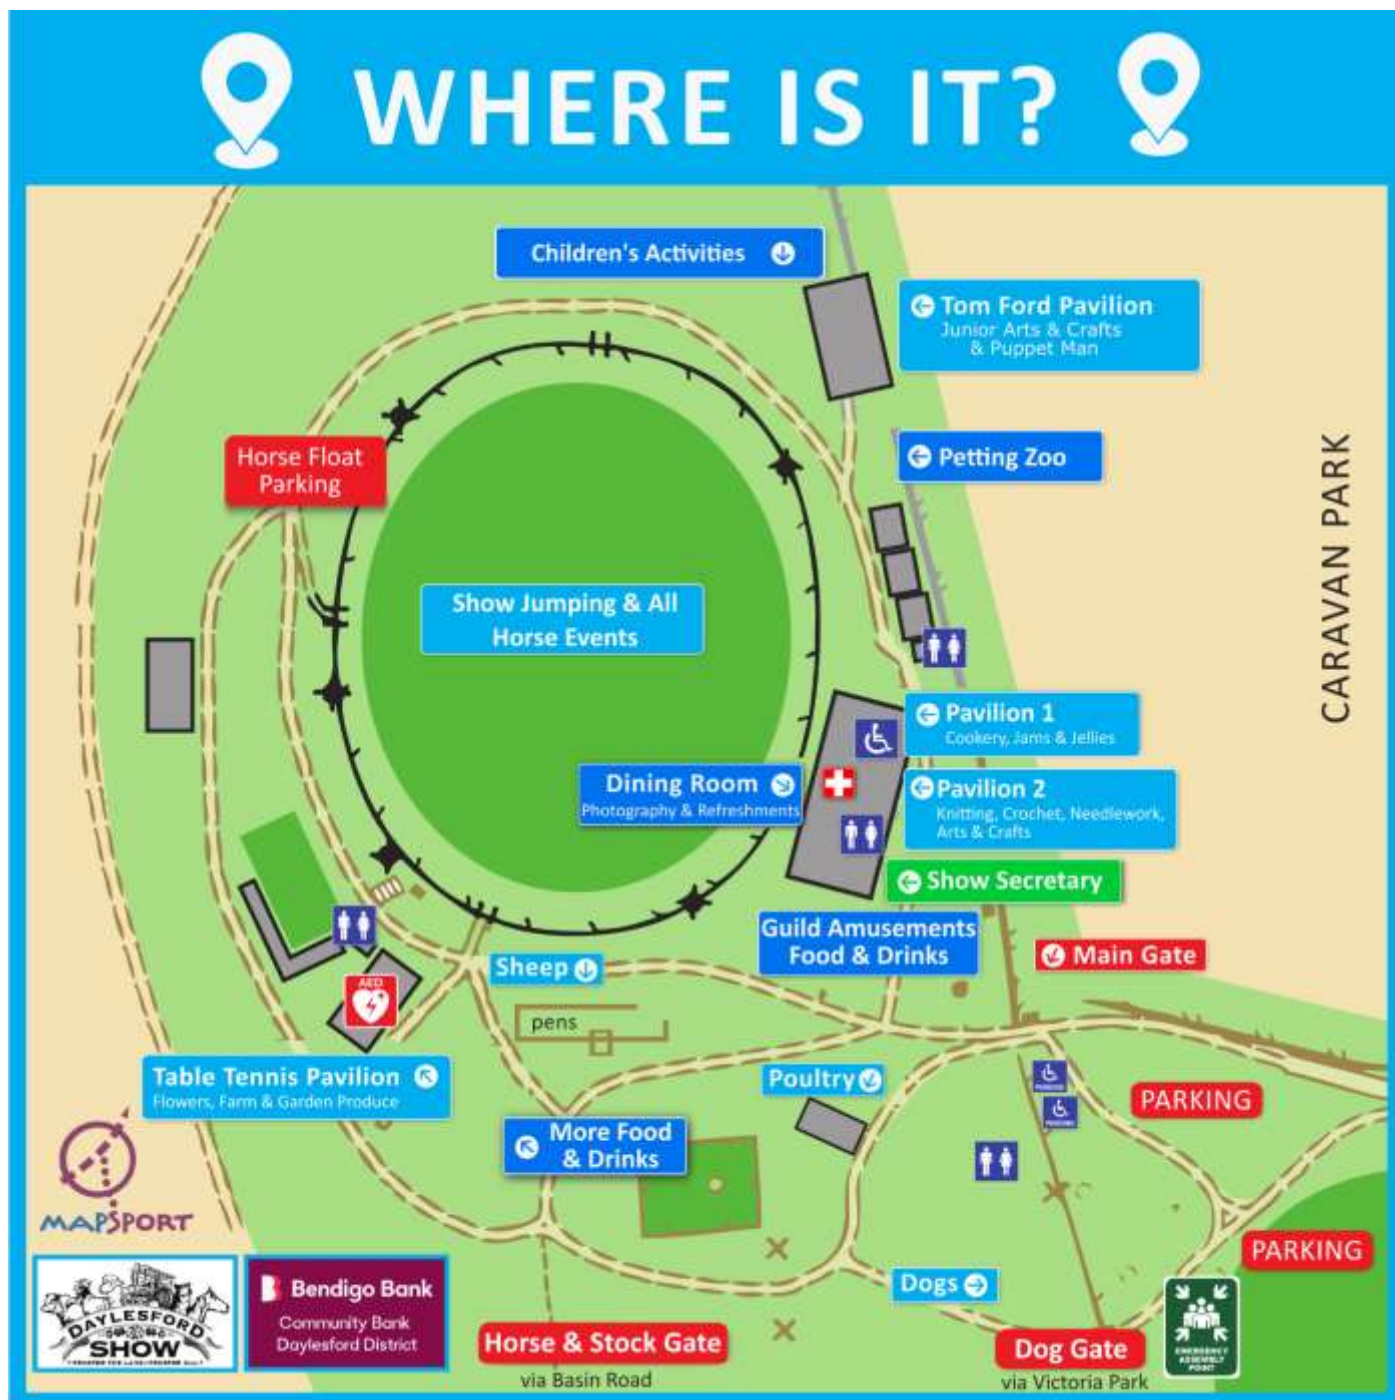 WHERE IS IT?
Children's Activities
Tom Ford Pavilion
Junior Arts & Crafts
& Puppet Man
Horse Float
Parking
Petting Zoo
CARAVAN PARK
Show Jumping & All
Horse Events
Pavilion 1
Cookery, Jams & Jellies
Dining Room
Photography & Refreshments
Pavilion 2
Knitting, Crochet, Needlework,
Arts & Crafts
Show Secretary
Guild Amusements
Food & Drinks
Main Gate
Sheep
AED
pens
Table Tennis Pavilion
Flowers, Farm & Garden Produce
Poultry
PARKING
More Food
& Drinks
MAPSPORT
PARKING
Dogs
DAYLESFORD
SHOW
Bendigo Bank
Community Bank
Daylesford District
Horse & Stock Gate
via Basin Road
Dog Gate
via Victoria Park
EMERGENCY
ASSEMBLY
POINT